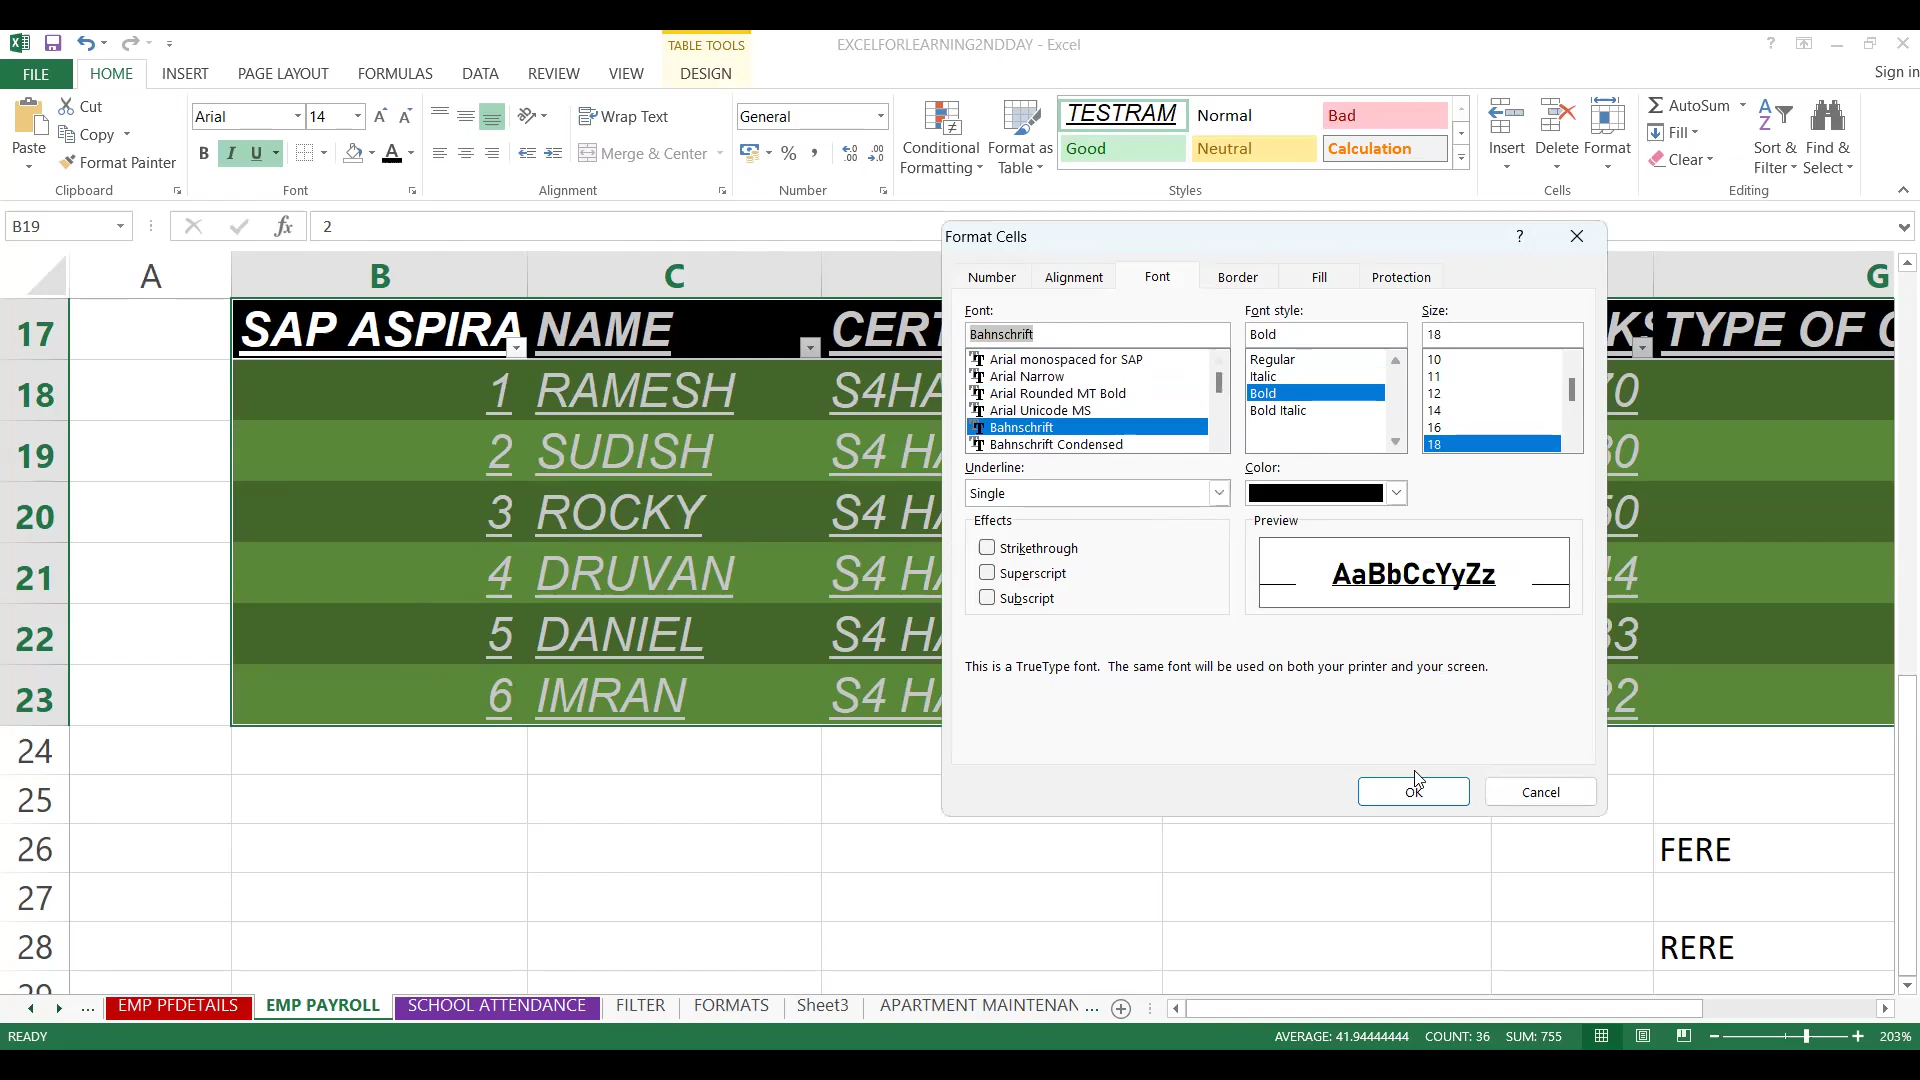 TABLE TOOLS
EXCELFORLEARNING2NDDAY - Excel
?
FILE HOME INSERT PAGE LAYOUT FORMULAS DATA REVIEW VIEW DESIGN Sign in
Paste
Cut
Copy
Format Painter
Clipboard
Arial 14
B I U
Font
Wrap Text
Merge & Center
Alignment
General
%
Number
Conditional Formatting
Format as Table
TESTRAM Normal Bad
Good Neutral Calculation
Styles
Insert Delete Format
Cells
AutoSum
Fill
Clear
Sort & Filter
Find & Select
Editing
B19 fx 2
A B C G
17 SAP ASPIRA NAME CERT TYPE OF
18 1 RAMESH S4HA
19 2 SUDISH S4 HA
20 3 ROCKY S4 HA
21 4 DRUVAN S4 HA
22 5 DANIEL S4 HA
23 6 IMRAN S4 HA
24
25
26 FERE
27
28 RERE
Format Cells ?
Number Alignment Font Border Fill Protection
Font: Font style: Size:
Bahnschrift Bold 18
Arial monospaced for SAP Regular 10
Arial Narrow Italic 11
Arial Rounded MT Bold Bold 12
Arial Unicode MS Bold Italic 14
Bahnschrift 16
Bahnschrift Condensed 18
Underline: Color:
Single
Effects Preview
Strikethrough
Superscript
Subscript
AaBbCcYyZz
This is a TrueType font. The same font will be used on both your printer and your screen.
OK Cancel
... EMP PFDETAILS EMP PAYROLL SCHOOL ATTENDANCE FILTER FORMATS Sheet3 APARTMENT MAINTENAN ...
READY AVERAGE: 41.94444444 COUNT: 36 SUM: 755 203%